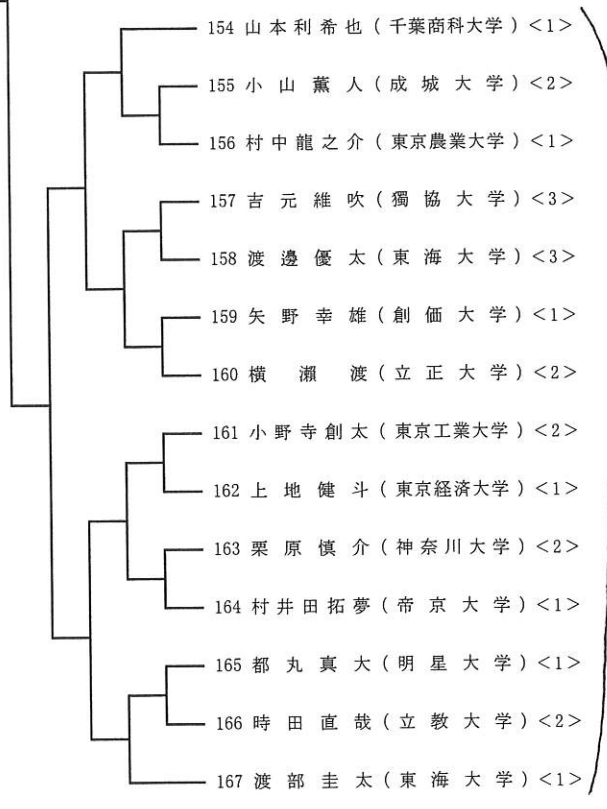 154 山本利希也（千葉商科大学）＜1＞
155 小山薫人（成城大学）＜2＞
156 村中龍之介（東京農業大学）＜1＞
157 吉元維吹（獨協大学）＜3＞
158 渡邊優太（東海大学）＜3＞
159 矢野幸雄（創価大学）＜1＞
160 横瀬渡（立正大学）＜2＞
161 小野寺創太（東京工業大学）＜2＞
162 上地健斗（東京経済大学）＜1＞
163 栗原慎介（神奈川大学）＜2＞
164 村井田拓夢（帝京大学）＜1＞
165 都丸真大（明星大学）＜1＞
166 時田直哉（立教大学）＜2＞
167 渡部圭太（東海大学）＜1＞